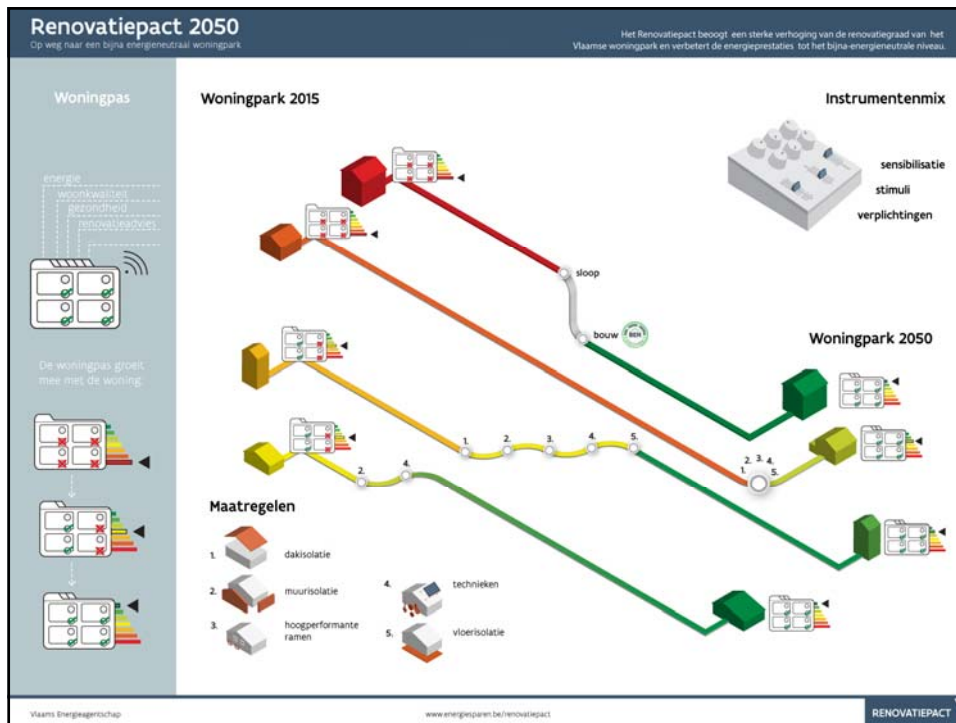 Renovatiepact 2050
Op weg naar een bijna energieneutraal woningpark
Het Renovatiepact beoogt een sterke verhoging van de renovatiegraad van het
Vlaamse woningpark en verbetert de energieprestaties tot het bijna-energieneutrale niveau.
Woningpas
energie
woonkwaliteit
gezondheid
renovatieadvies
De woningpas groeit
mee met de woning
Woningpark 2015
Instrumentenmix
sensibilisatie
stimuli
verplichtingen
sloop
bouw
BEN
Woningpark 2050
1.
2.
3.
4.
5.
2.
4.
2. 3. 4.
1. 5.
Maatregelen
1. dakisolatie
2. muurisolatie
3. hoogperformante
ramen
4. technieken
5. vloerisolatie
Vlaams Energieagentschap
www.energiesparen.be/renovatiepact
RENOVATIEPACT